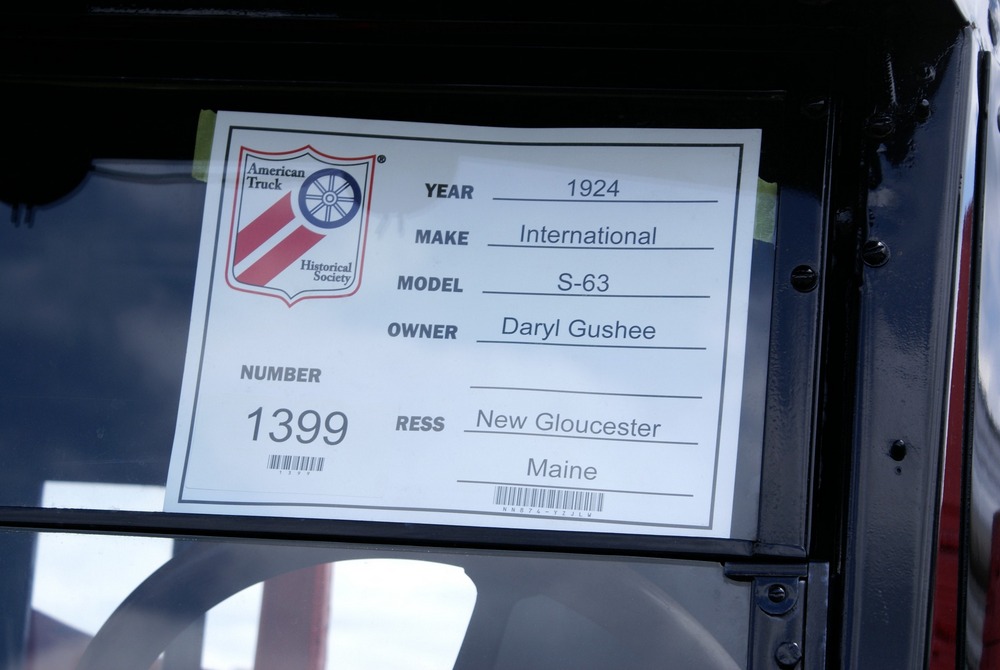 American
Truck
Historical
Society
®
YEAR 1924
MAKE International
MODEL S-63
OWNER Daryl Gushee
NUMBER
1399
1399
RESS New Gloucester
Maine